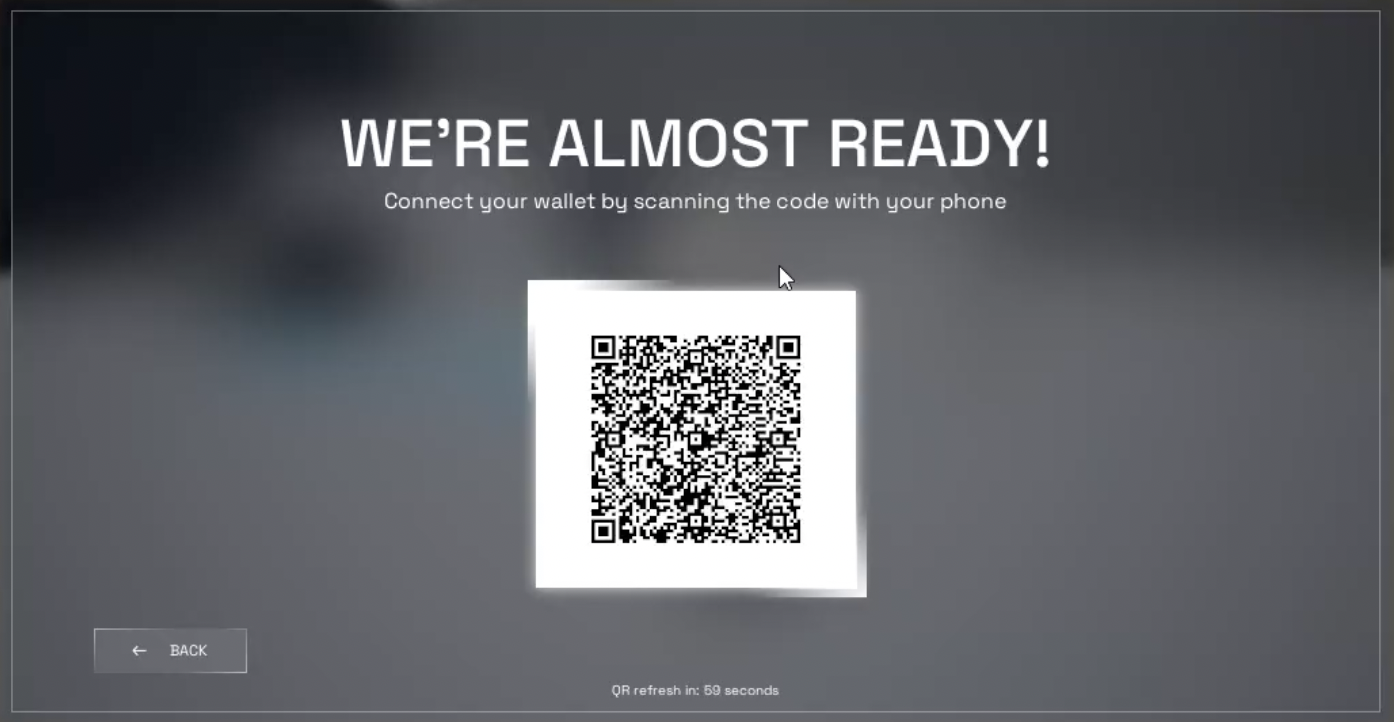 WE’RE ALMOST READY!
Connect your wallet by scanning the code with your phone
← BACK
QR refresh in: 59 seconds